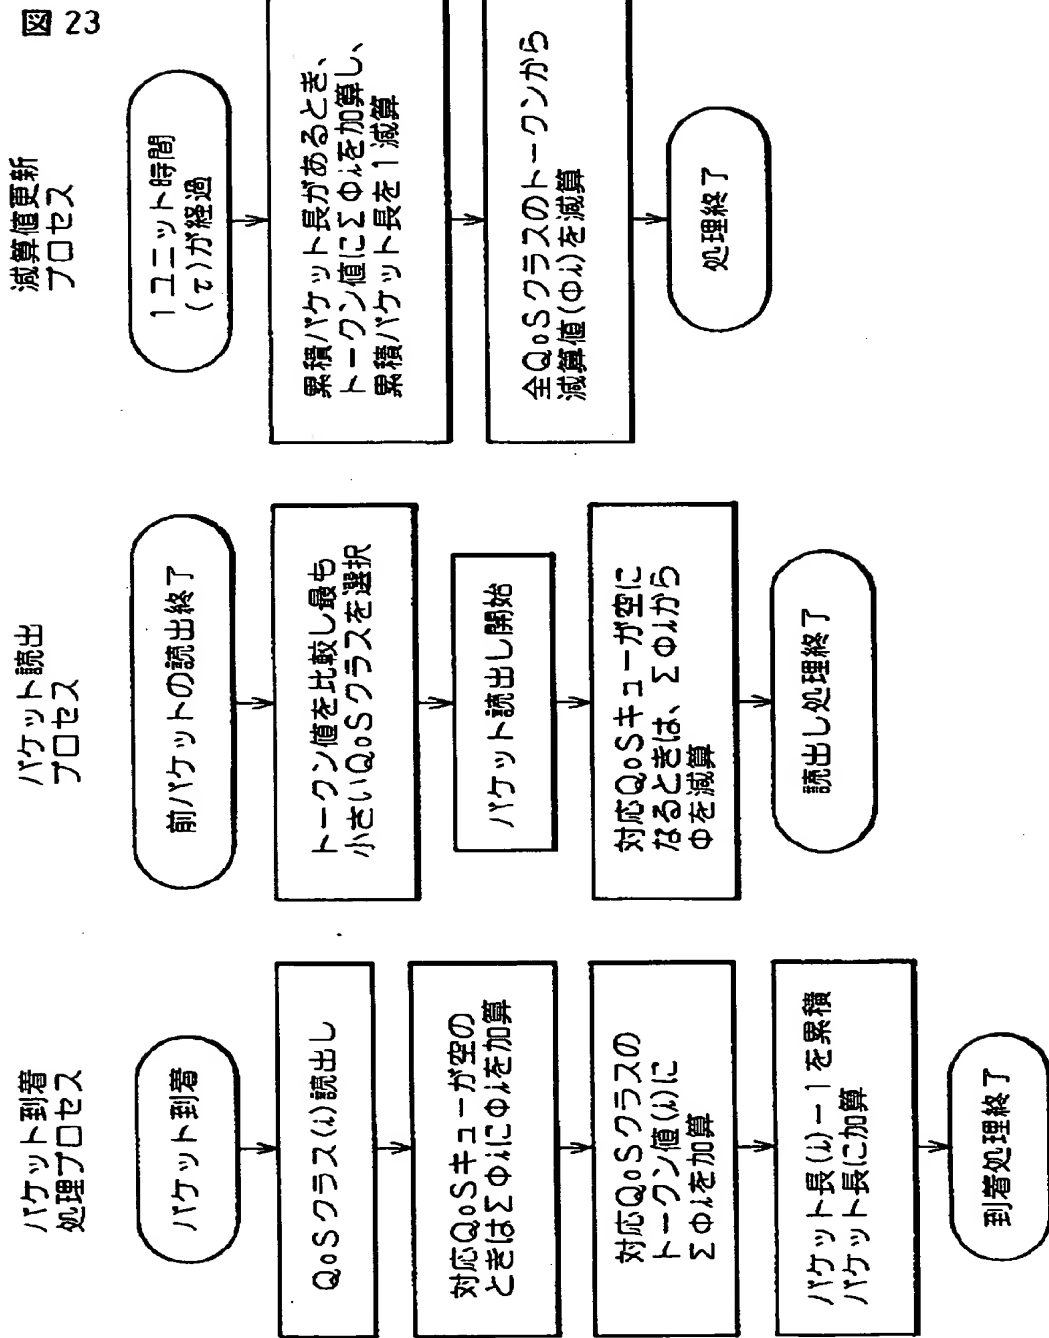 図 23
パケット到着
処理プロセス
パケット到着
QoSクラス(i)読出し
対応QoSキューが空の
ときはΣΦiにΦiを加算
対応QoSクラスの
トークン値(i)に
ΣΦiを加算
パケット長(i)－1を累積
パケット長に加算
到着処理終了
パケット読出
プロセス
前パケットの読出終了
トークン値を比較し最も
小さいQoSクラスを選択
パケット読出し開始
対応QoSキューが空に
なるときは、ΣΦiから
Φを減算
読出し処理終了
減算値更新
プロセス
1ユニット時間
(τ)が経過
累積パケット長があるとき、
トークン値にΣΦiを加算し、
累積パケット長を1減算
全QoSクラスのトークンから
減算値(Φi)を減算
処理終了